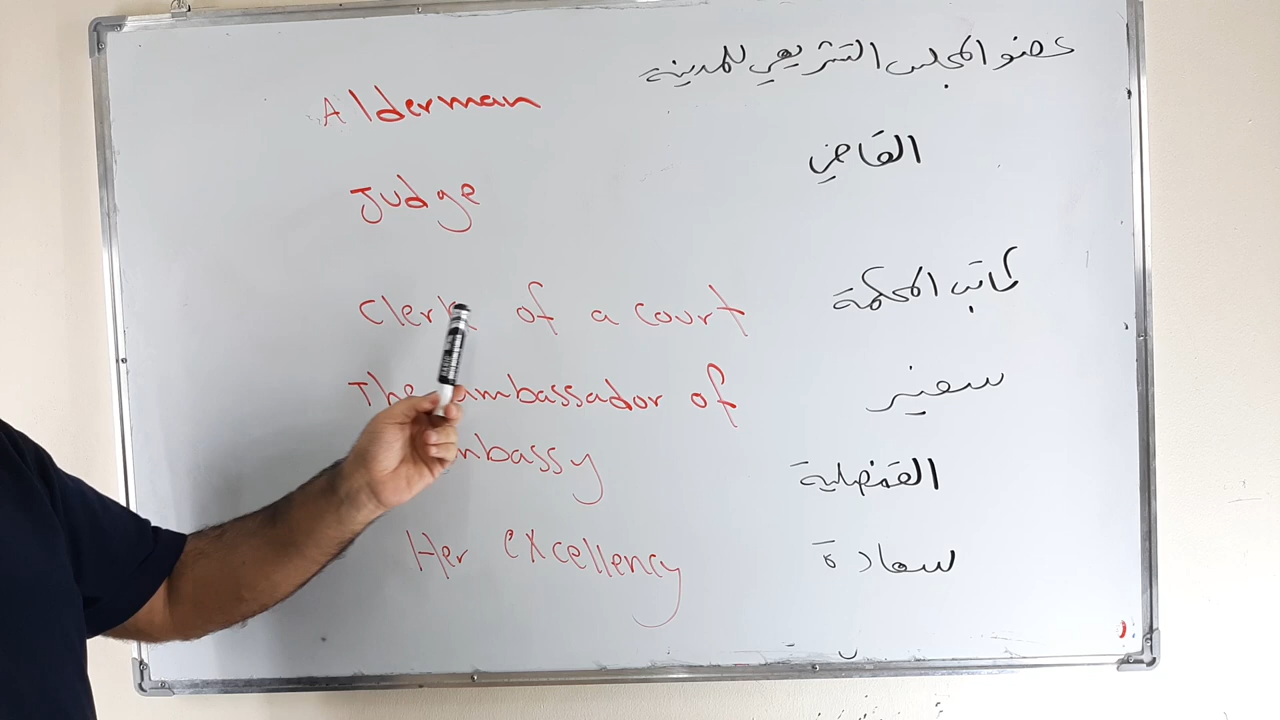 Alderman عضو المجلس التشريعي للمدينة
Judge القاضي
Clerk of a court كاتب المحكمة
The ambassador of سفير
embassy القنصلية
Her excellency سعادة